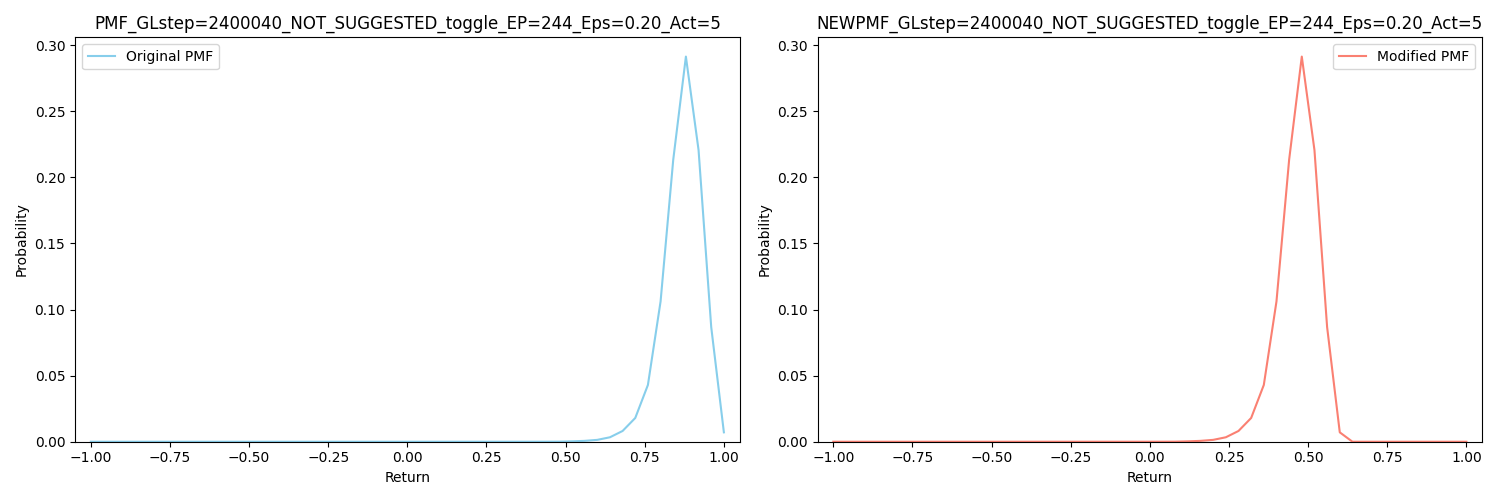 PMF_GLstep=2400040_NOT_SUGGESTED_toggle_EP=244_Eps=0.20_Act=5
Original PMF
Probability
0.30
0.25
0.20
0.15
0.10
0.05
0.00
−1.00 −0.75 −0.50 −0.25 0.00 0.25 0.50 0.75 1.00
Return
NEWPMF_GLstep=2400040_NOT_SUGGESTED_toggle_EP=244_Eps=0.20_Act=5
Modified PMF
Probability
0.30
0.25
0.20
0.15
0.10
0.05
0.00
−1.00 −0.75 −0.50 −0.25 0.00 0.25 0.50 0.75 1.00
Return